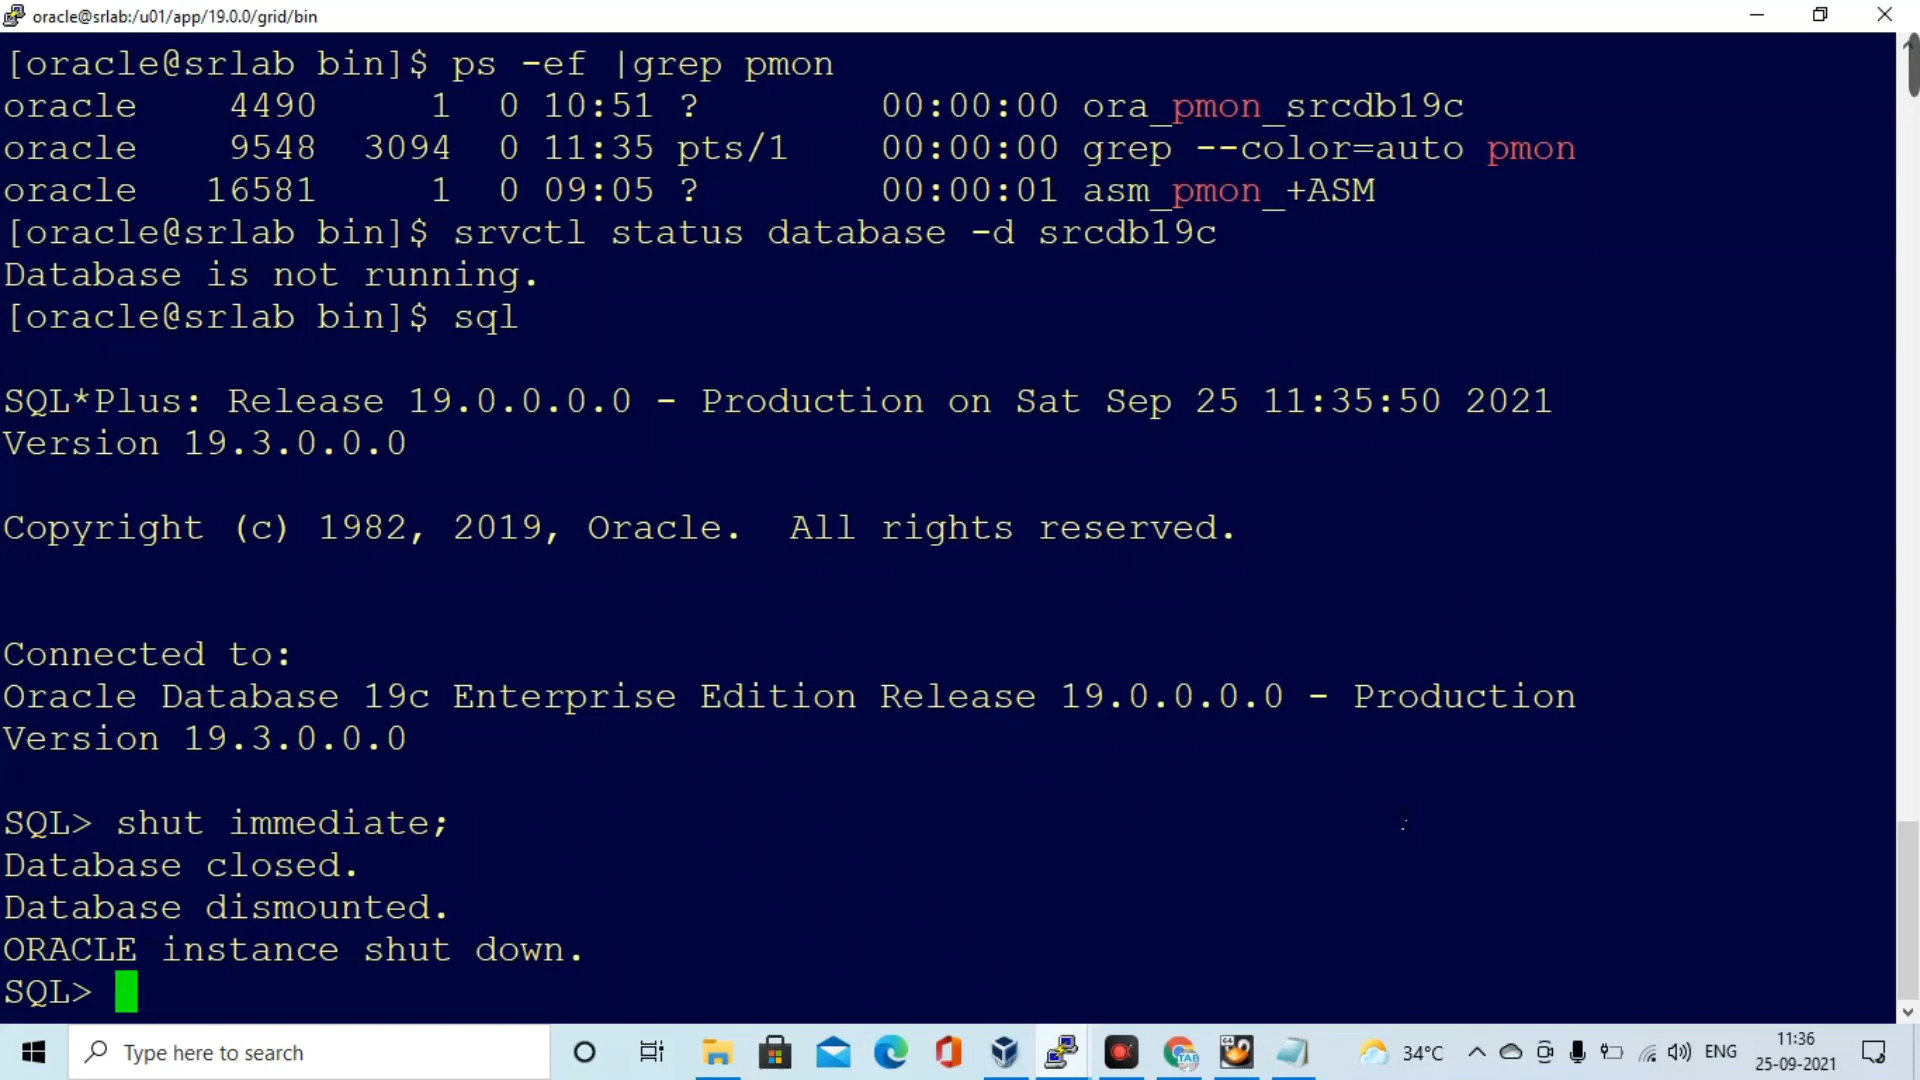 oracle@srlab:/u01/app/19.0.0/grid/bin
[oracle@srlab bin]$ ps -ef |grep pmon
oracle 4490 1 0 10:51 ? 00:00:00 ora_pmon_srcdb19c
oracle 9548 3094 0 11:35 pts/1 00:00:00 grep --color=auto pmon
oracle 16581 1 0 09:05 ? 00:00:01 asm_pmon_+ASM
[oracle@srlab bin]$ srvctl status database -d srcdb19c
Database is not running.
[oracle@srlab bin]$ sql
SQL*Plus: Release 19.0.0.0.0 - Production on Sat Sep 25 11:35:50 2021
Version 19.3.0.0.0
Copyright (c) 1982, 2019, Oracle. All rights reserved.
Connected to:
Oracle Database 19c Enterprise Edition Release 19.0.0.0.0 - Production
Version 19.3.0.0.0
SQL> shut immediate;
Database closed.
Database dismounted.
ORACLE instance shut down.
SQL>
Type here to search
TAB
64
34°C
ENG
11:36
25-09-2021